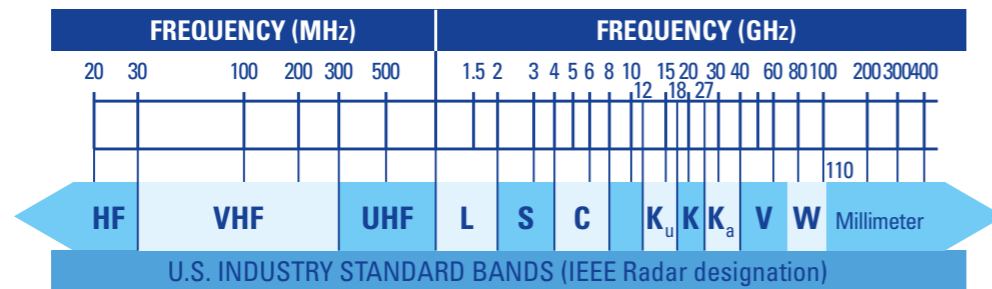 FREQUENCY (MHz) FREQUENCY (GHz)
20 30 100 200 300 500 1.5 2 3 4 5 6 8 10 15 20 30 40 60 80 100 200 300 400
12 18 27
110
HF VHF UHF L S C Ku K Ka V W Millimeter
U.S. INDUSTRY STANDARD BANDS (IEEE Radar designation)